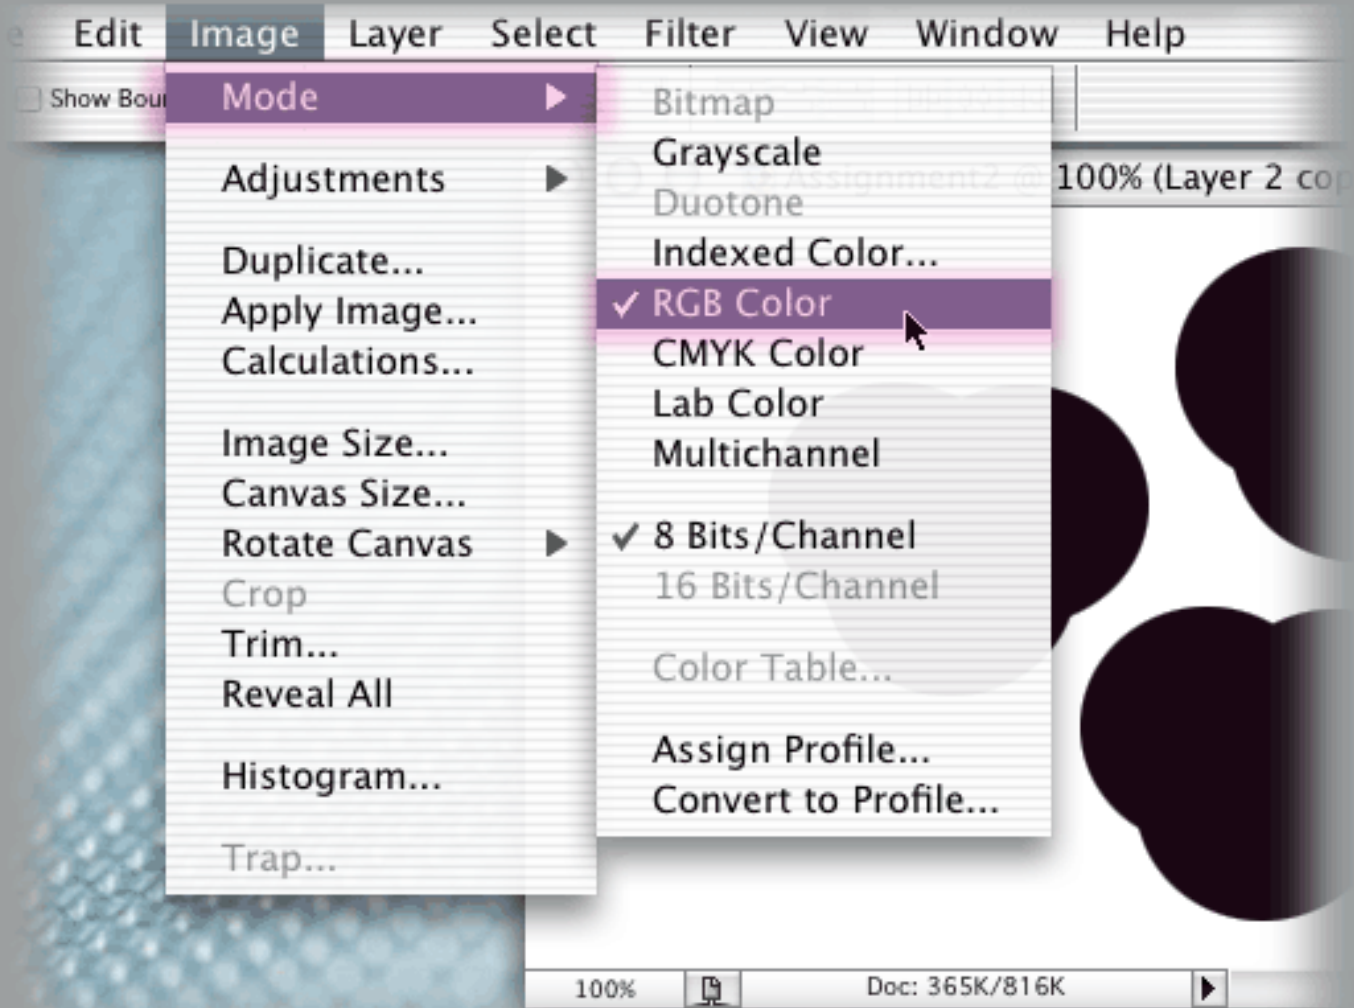 Edit Image Layer Select Filter View Window Help
Show Bou
Mode
Adjustments
Duplicate...
Apply Image...
Calculations...
Image Size...
Canvas Size...
Rotate Canvas
Crop
Trim...
Reveal All
Histogram...
Trap...
Bitmap
Grayscale
Duotone
Indexed Color...
RGB Color
CMYK Color
Lab Color
Multichannel
8 Bits/Channel
16 Bits/Channel
Color Table...
Assign Profile...
Convert to Profile...
Assignment2 @ 100% (Layer 2 cop
100% Doc: 365K/816K